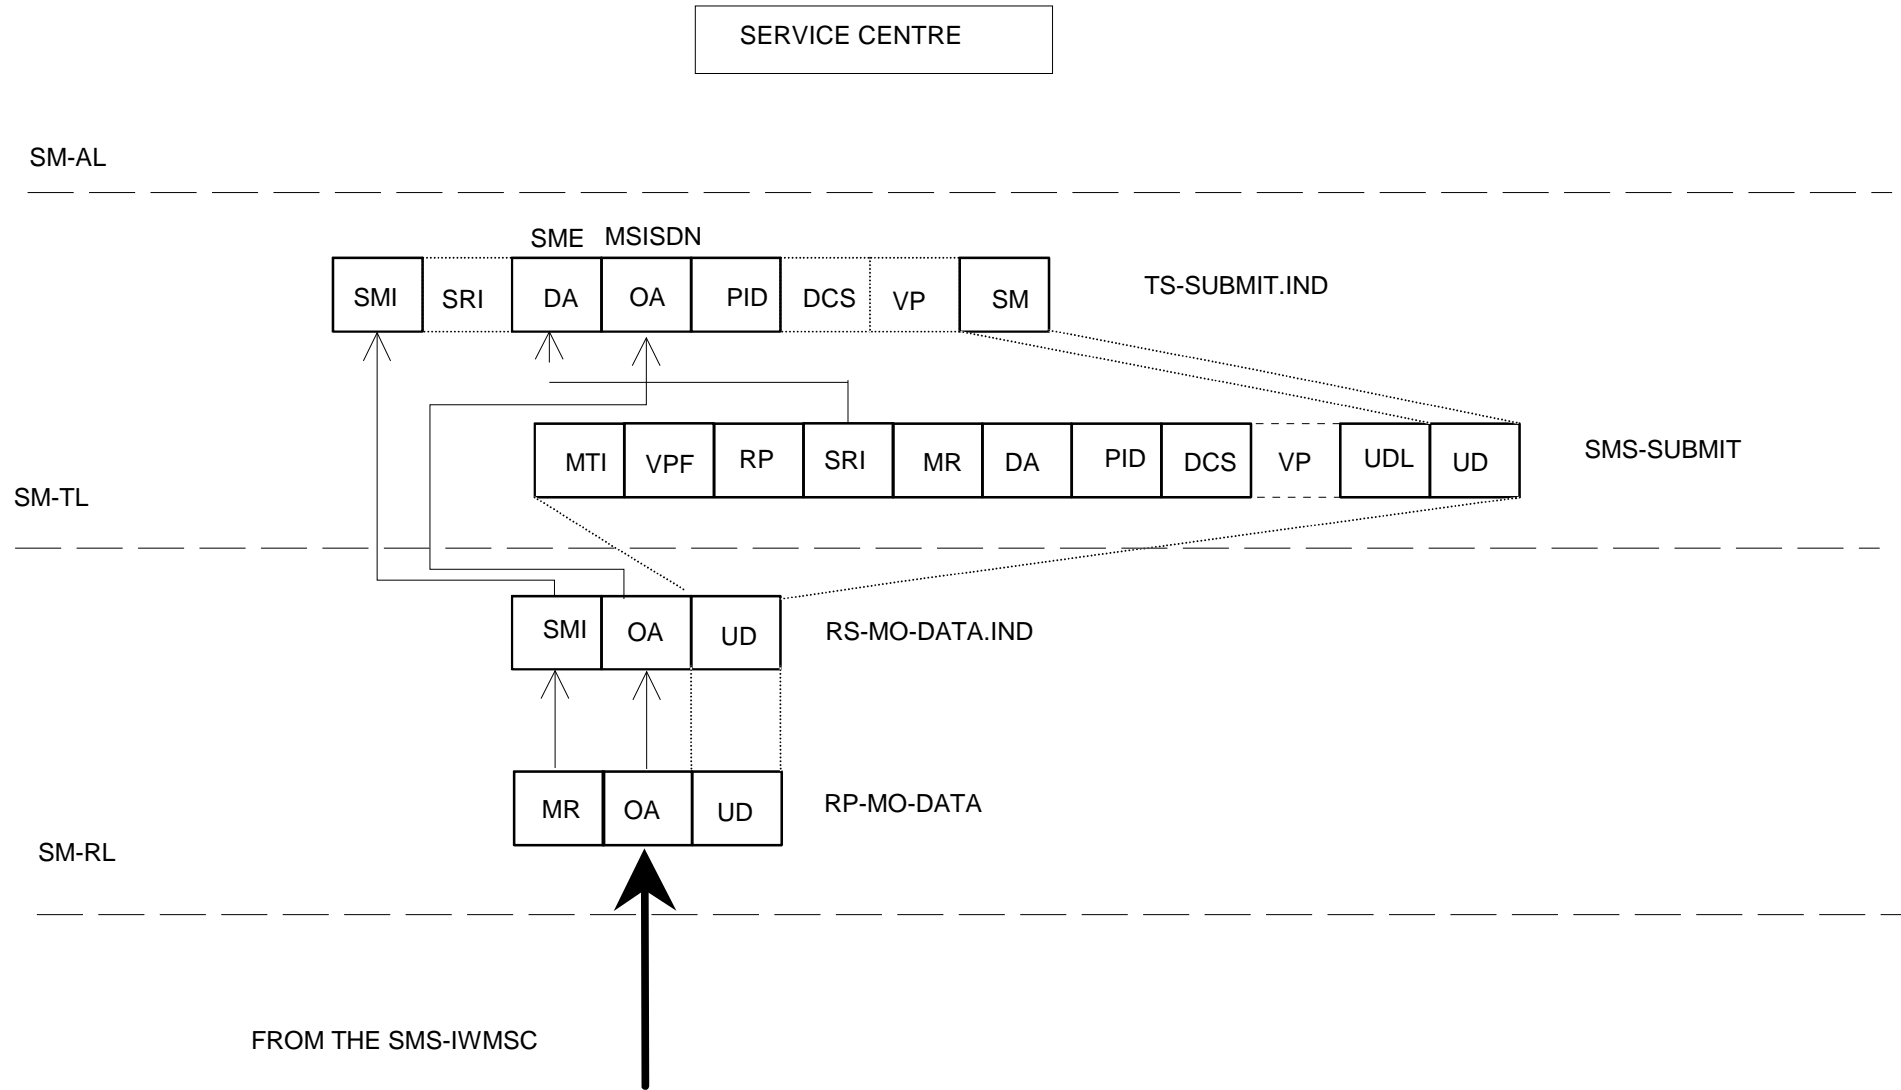 SERVICE CENTRE
SM-AL
SME MSISDN
SMI SRI DA OA PID DCS VP SM TS-SUBMIT.IND
MTI VPF RP SRI MR DA PID DCS VP UDL UD SMS-SUBMIT
SM-TL
SMI OA UD RS-MO-DATA.IND
MR OA UD RP-MO-DATA
SM-RL
FROM THE SMS-IWMSC